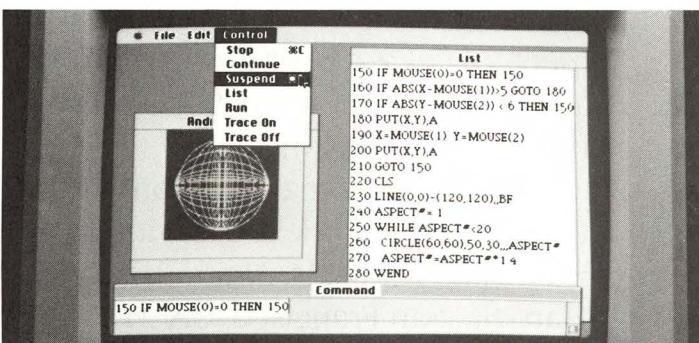 File Edit Control
Stop ⌘C
Continue
Suspend
List
Run
Trace On
Trace Off
List
150 IF MOUSE(0)=0 THEN 150
160 IF ABS(X-MOUSE(1))>5 GOTO 180
170 IF ABS(Y-MOUSE(2)) < 6 THEN 150
180 PUT(X,Y),A
190 X=MOUSE(1) Y=MOUSE(2)
200 PUT(X,Y),A
210 GOTO 150
220 CLS
230 LINE(0,0)-(120,120),,BF
240 ASPECT#= 1
250 WHILE ASPECT#<20
260 CIRCLE(60,60),50,30,,,ASPECT#
270 ASPECT#=ASPECT#*1 4
280 WEND
Command
150 IF MOUSE(0)=0 THEN 150